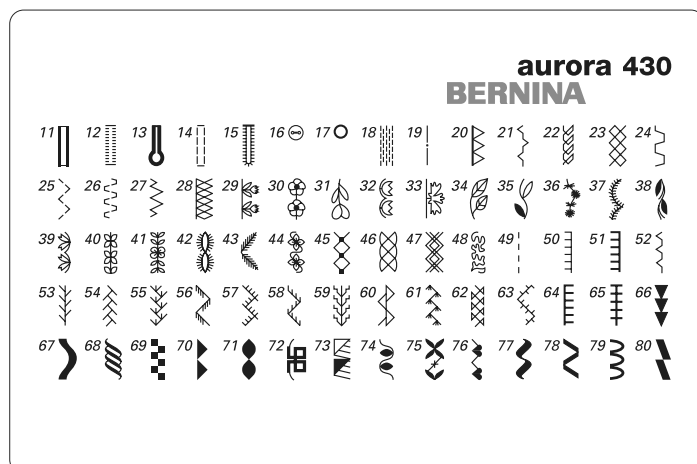 aurora 430
BERNINA
11 12 13 14 15 16 17 18 19 20 21 22 23 24
25 26 27 28 29 30 31 32 33 34 35 36 37 38
39 40 41 42 43 44 45 46 47 48 49 50 51 52
53 54 55 56 57 58 59 60 61 62 63 64 65 66
67 68 69 70 71 72 73 74 75 76 77 78 79 80